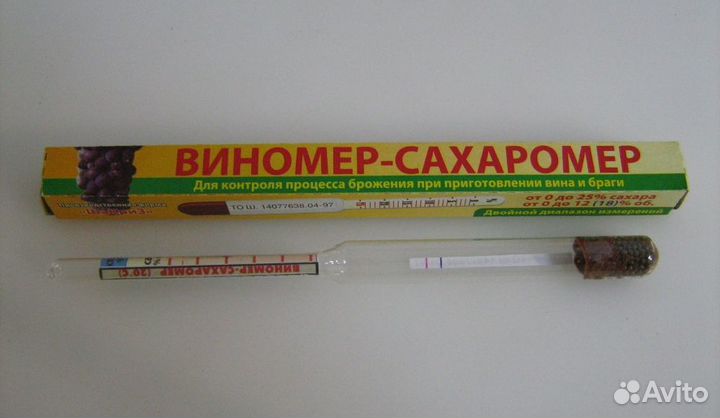 ВИНОМЕР-САХАРОМЕР
Для контроля процесса брожения при приготовлении вина и браги
ТО Ш. 14077638.04-97
от 0 до 25% сахара
от 0 до 12 (18)% об.
Двойной диапазон измерений
ВИНОМЕР-САХАРОМЕР (20°C)
Avito